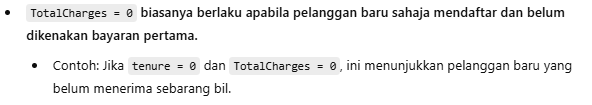 TotalCharges = 0 biasanya berlaku apabila pelanggan baru sahaja mendaftar dan belum
dikenakan bayaran pertama.
Contoh: Jika tenure = 0 dan TotalCharges = 0, ini menunjukkan pelanggan baru yang
belum menerima sebarang bil.